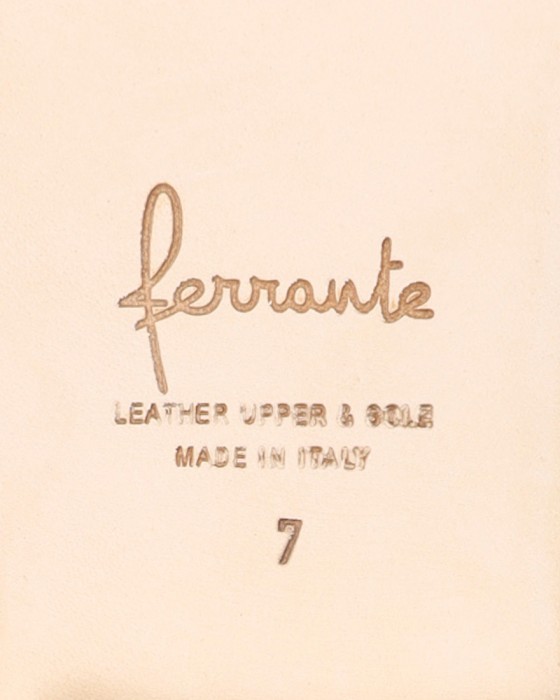 ferrante
LEATHER UPPER & SOLE
MADE IN ITALY
7